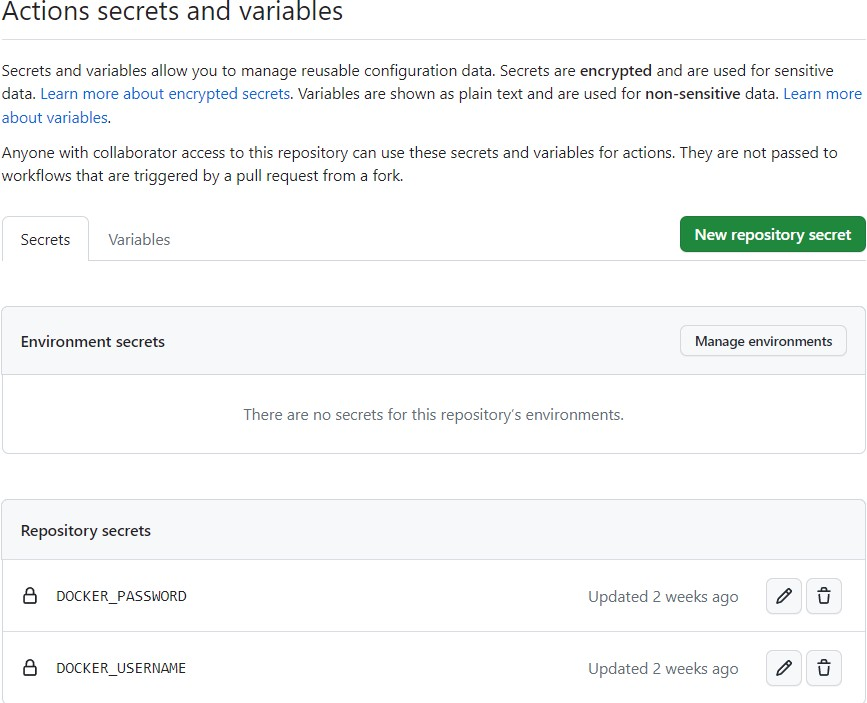 Actions secrets and variables
Secrets and variables allow you to manage reusable configuration data. Secrets are encrypted and are used for sensitive
data. Learn more about encrypted secrets. Variables are shown as plain text and are used for non-sensitive data. Learn more
about variables.
Anyone with collaborator access to this repository can use these secrets and variables for actions. They are not passed to
workflows that are triggered by a pull request from a fork.
Secrets Variables New repository secret
Environment secrets Manage environments
There are no secrets for this repository's environments.
Repository secrets
DOCKER_PASSWORD Updated 2 weeks ago
DOCKER_USERNAME Updated 2 weeks ago